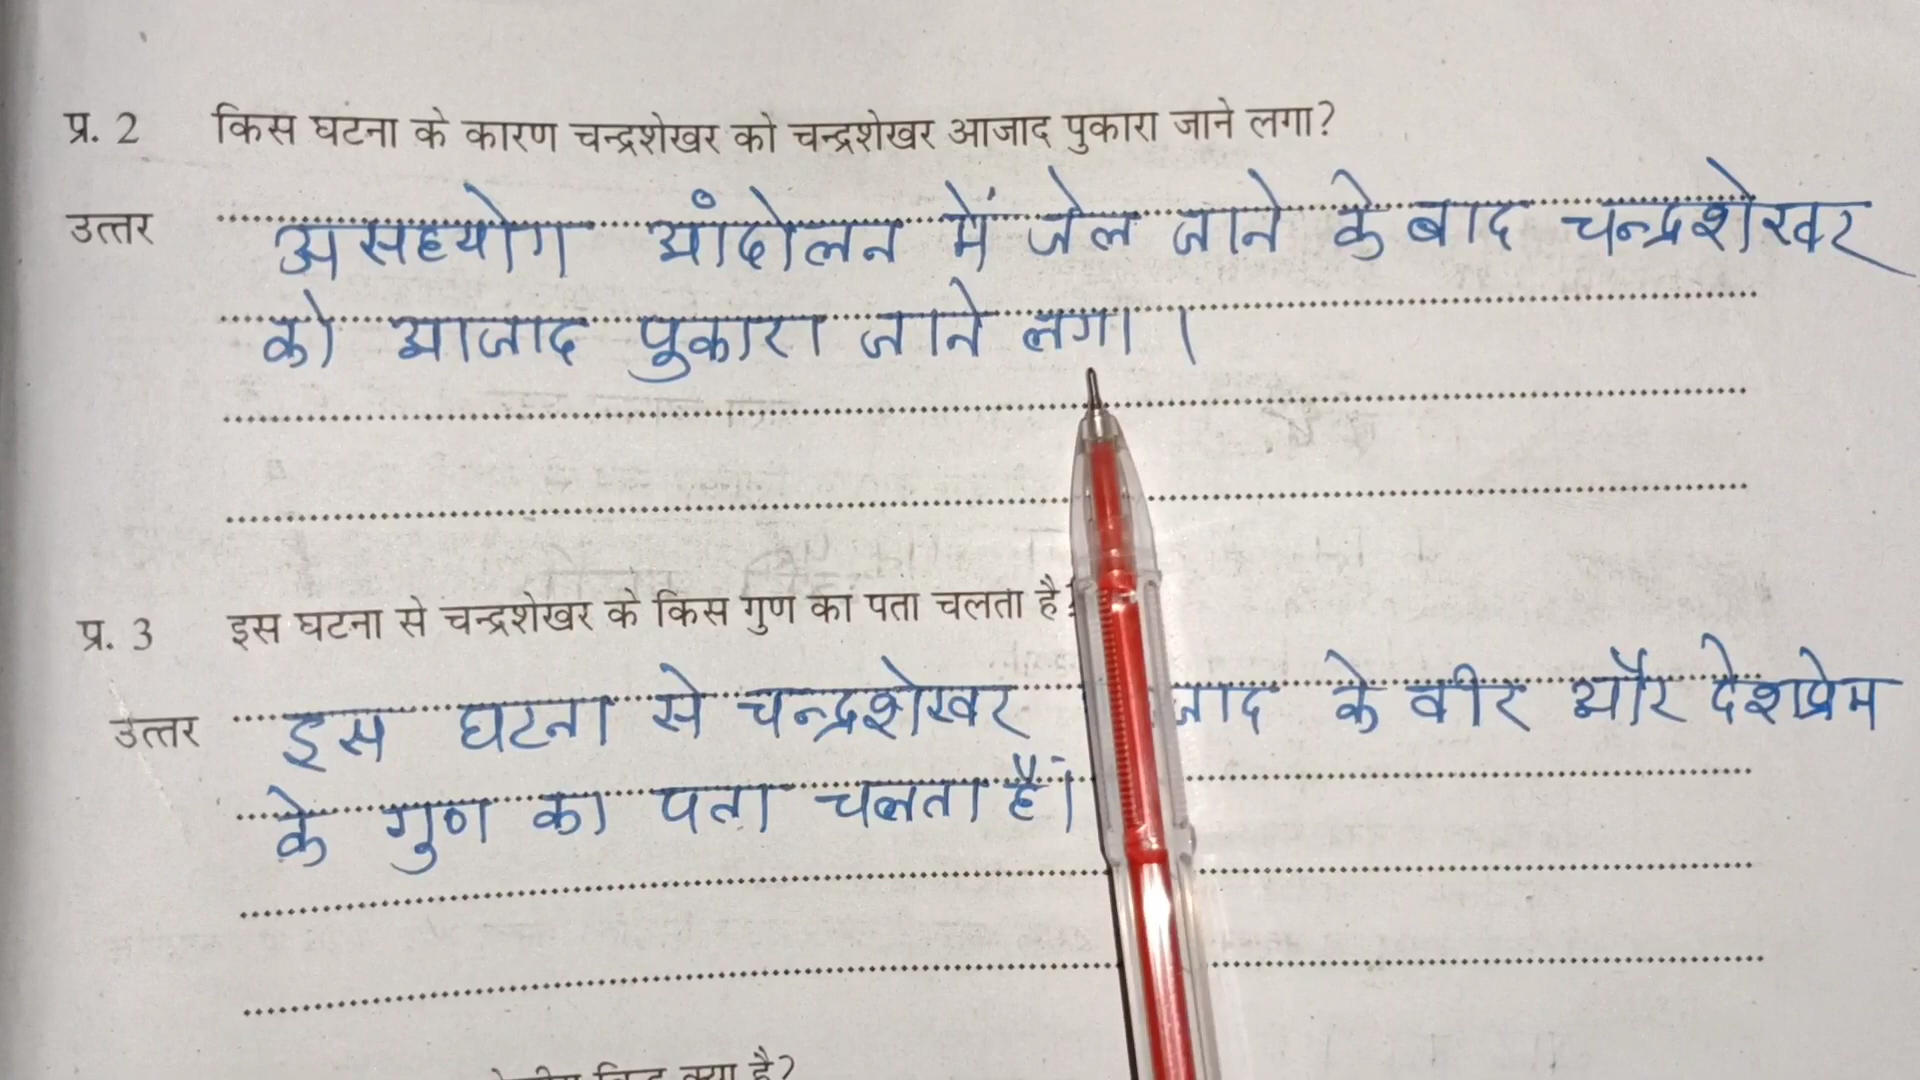 प्र. 2 किस घटना के कारण चन्द्रशेखर को चन्द्रशेखर आजाद पुकारा जाने लगा?
उत्तर असहयोग आंदोलन में जेल जाने के बाद चन्द्रशेखर
को आजाद पुकारा जाने लगा ।
प्र. 3 इस घटना से चन्द्रशेखर के किस गुण का पता चलता है?
उत्तर इस घटना से चन्द्रशेखर जाद के वीर और देशप्रेम
के गुण का पता चलता है।
क्या है?